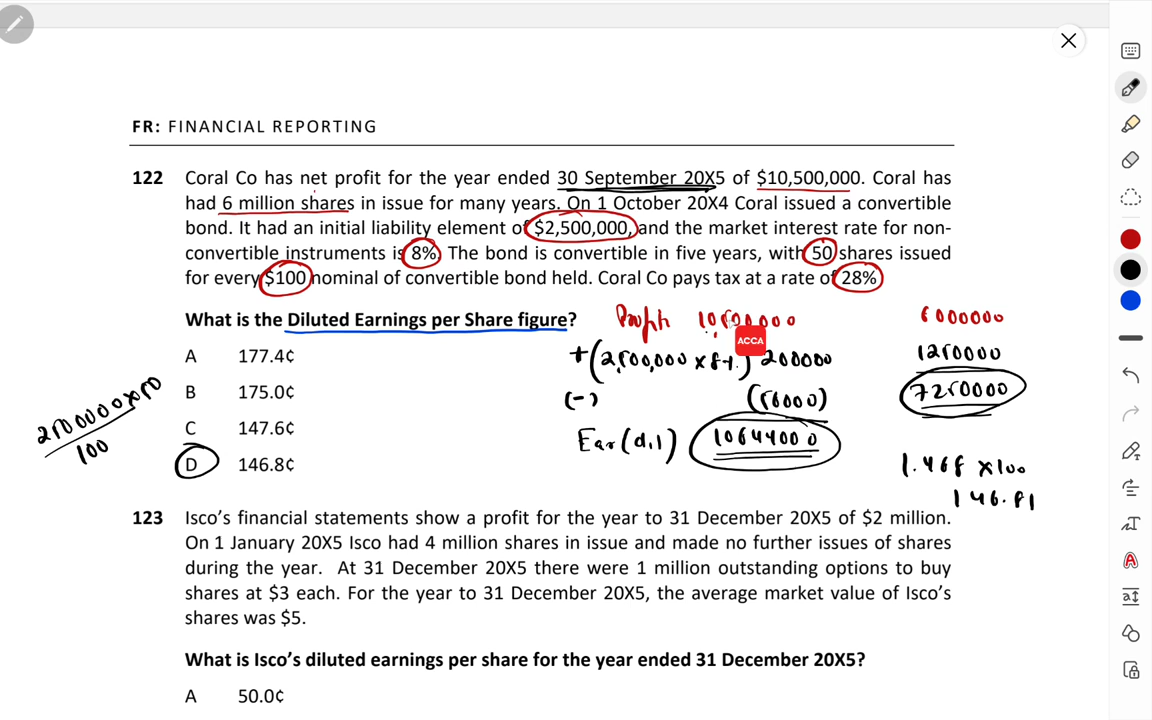 FR: FINANCIAL REPORTING
122 Coral Co has net profit for the year ended 30 September 20X5 of $10,500,000. Coral has
had 6 million shares in issue for many years. On 1 October 20X4 Coral issued a convertible
bond. It had an initial liability element of $2,500,000, and the market interest rate for non-
convertible instruments is 8%. The bond is convertible in five years, with 50 shares issued
for every $100 nominal of convertible bond held. Coral Co pays tax at a rate of 28%
What is the Diluted Earnings per Share figure?
Profit 10500000 6000000
A 177.4¢
+(2,500,000 x 8%) 200000 1250000
ACCA
B 175.0¢
(-) (56000) 7250000
2500000 x 50
100
C 147.6¢
Ear(dil) 10644000
D 146.8¢
1.468 x100
146.81
123 Isco’s financial statements show a profit for the year to 31 December 20X5 of $2 million.
On 1 January 20X5 Isco had 4 million shares in issue and made no further issues of shares
during the year. At 31 December 20X5 there were 1 million outstanding options to buy
shares at $3 each. For the year to 31 December 20X5, the average market value of Isco’s
shares was $5.
What is Isco’s diluted earnings per share for the year ended 31 December 20X5?
A 50.0¢